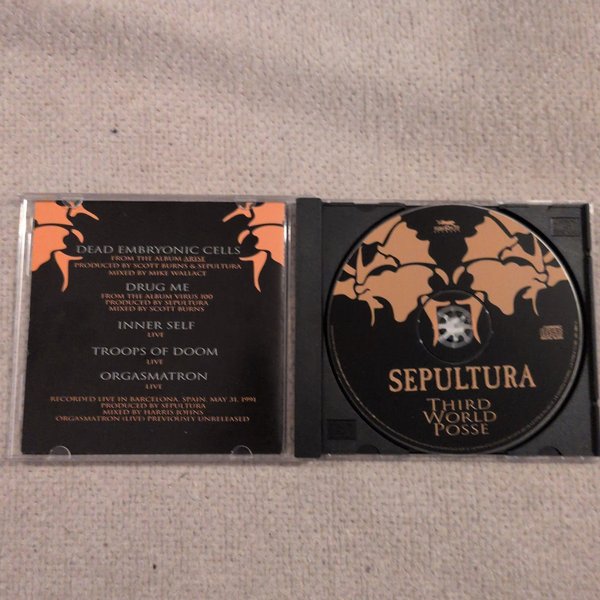 DEAD EMBRYONIC CELLS
FROM THE ALBUM ARISE
PRODUCED BY SCOTT BURNS & SEPULTURA
MIXED BY MIKE WALLACE
DRUG ME
FROM THE ALBUM VIRUS 100
PRODUCED BY SEPULTURA
MIXED BY SCOTT BURNS
INNER SELF
LIVE
TROOPS OF DOOM
LIVE
ORGASMATRON
LIVE
RECORDED LIVE IN BARCELONA, SPAIN, MAY 31, 1991
PRODUCED BY SEPULTURA
MIXED BY HARRIS JOHNS
ORGASMATRON (LIVE) PREVIOUSLY UNRELEASED
SEPULTURA
THIRD
WORLD
POSSE